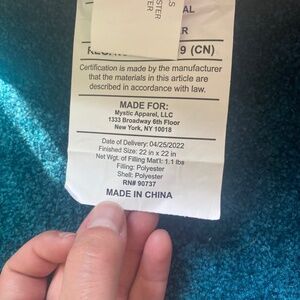 AL
R
9 (CN)
Certification is made by the manufacturer
that the materials in this article are
described in accordance with law.
MADE FOR:
Mystic Apparel, LLC
1333 Broadway 6th Floor
New York, NY 10018
Date of Delivery: 04/25/2022
Finished Size: 22 in x 22 in
Net Wgt. of Filling Mat'l: 1.1 lbs
Filling: Polyester
Shell: Polyester
RN# 90737
MADE IN CHINA